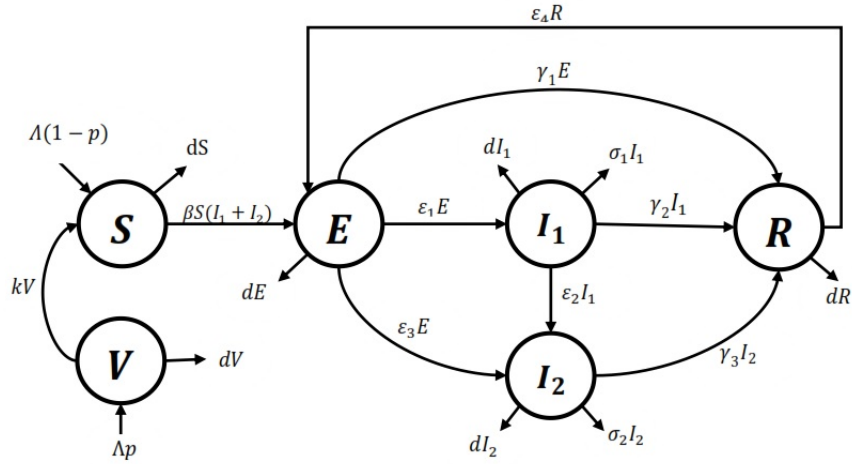 ε₄R
γ₁E
Λ(1 − p)
dS
dI₁
σ₁I₁
S
βS(I₁ + I₂)
E
ε₁E
I₁
γ₂I₁
R
kV
dE
ε₂I₁
dR
ε₃E
V
dV
I₂
γ₃I₂
Λp
dI₂
σ₂I₂